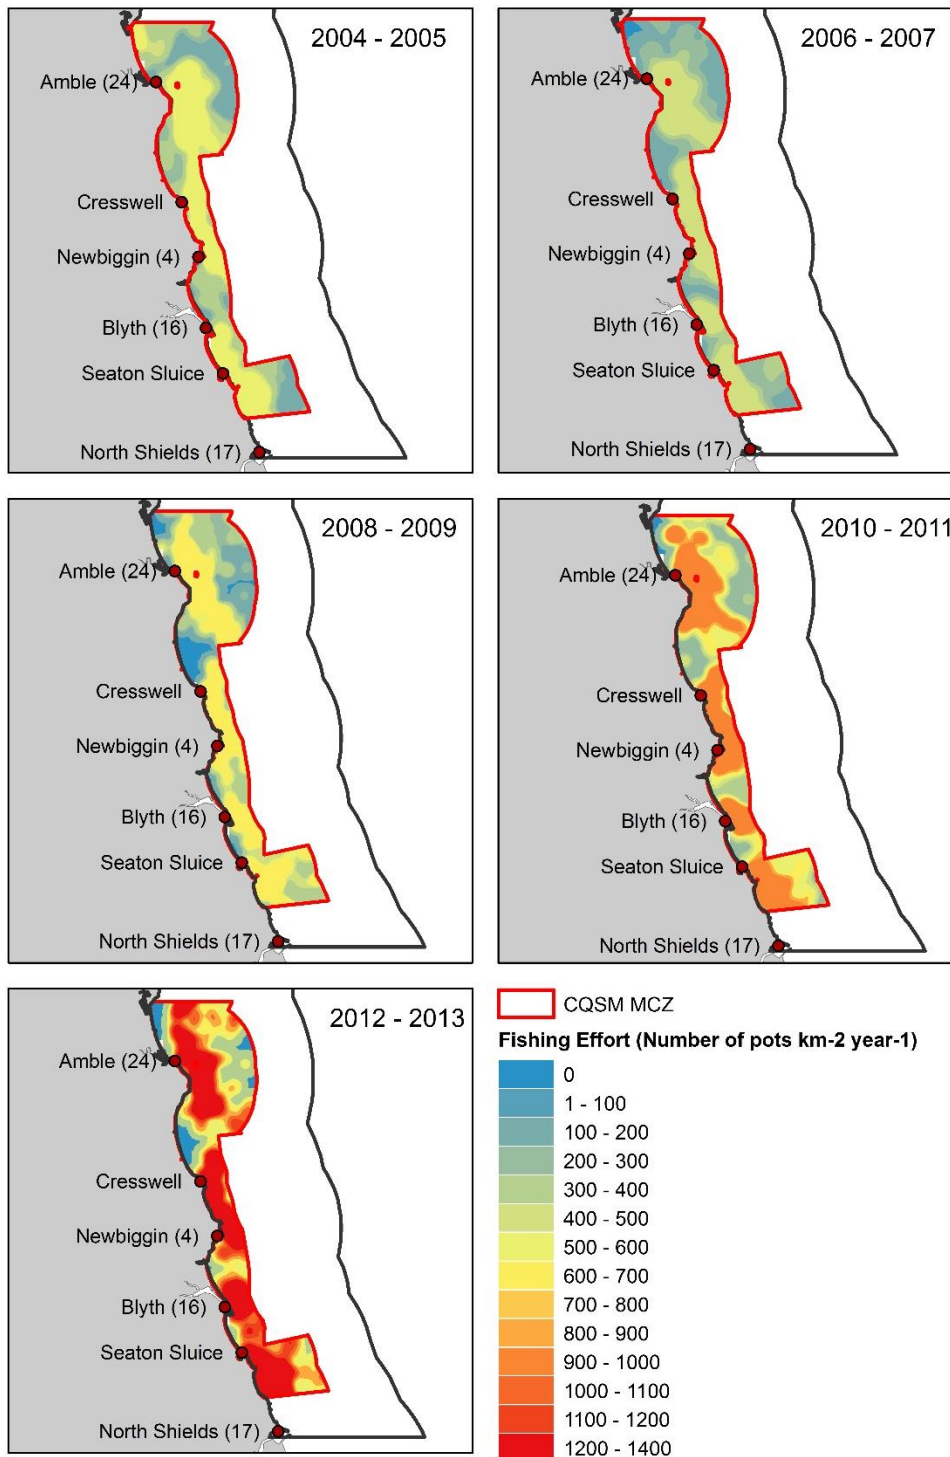 2004 - 2005
Amble (24)
Cresswell
Newbiggin (4)
Blyth (16)
Seaton Sluice
North Shields (17)
2006 - 2007
Amble (24)
Cresswell
Newbiggin (4)
Blyth (16)
Seaton Sluice
North Shields (17)
2008 - 2009
Amble (24)
Cresswell
Newbiggin (4)
Blyth (16)
Seaton Sluice
North Shields (17)
2010 - 2011
Amble (24)
Cresswell
Newbiggin (4)
Blyth (16)
Seaton Sluice
North Shields (17)
2012 - 2013
Amble (24)
Cresswell
Newbiggin (4)
Blyth (16)
Seaton Sluice
North Shields (17)
CQSM MCZ
Fishing Effort (Number of pots km-2 year-1)
0
1 - 100
100 - 200
200 - 300
300 - 400
400 - 500
500 - 600
600 - 700
700 - 800
800 - 900
900 - 1000
1000 - 1100
1100 - 1200
1200 - 1400